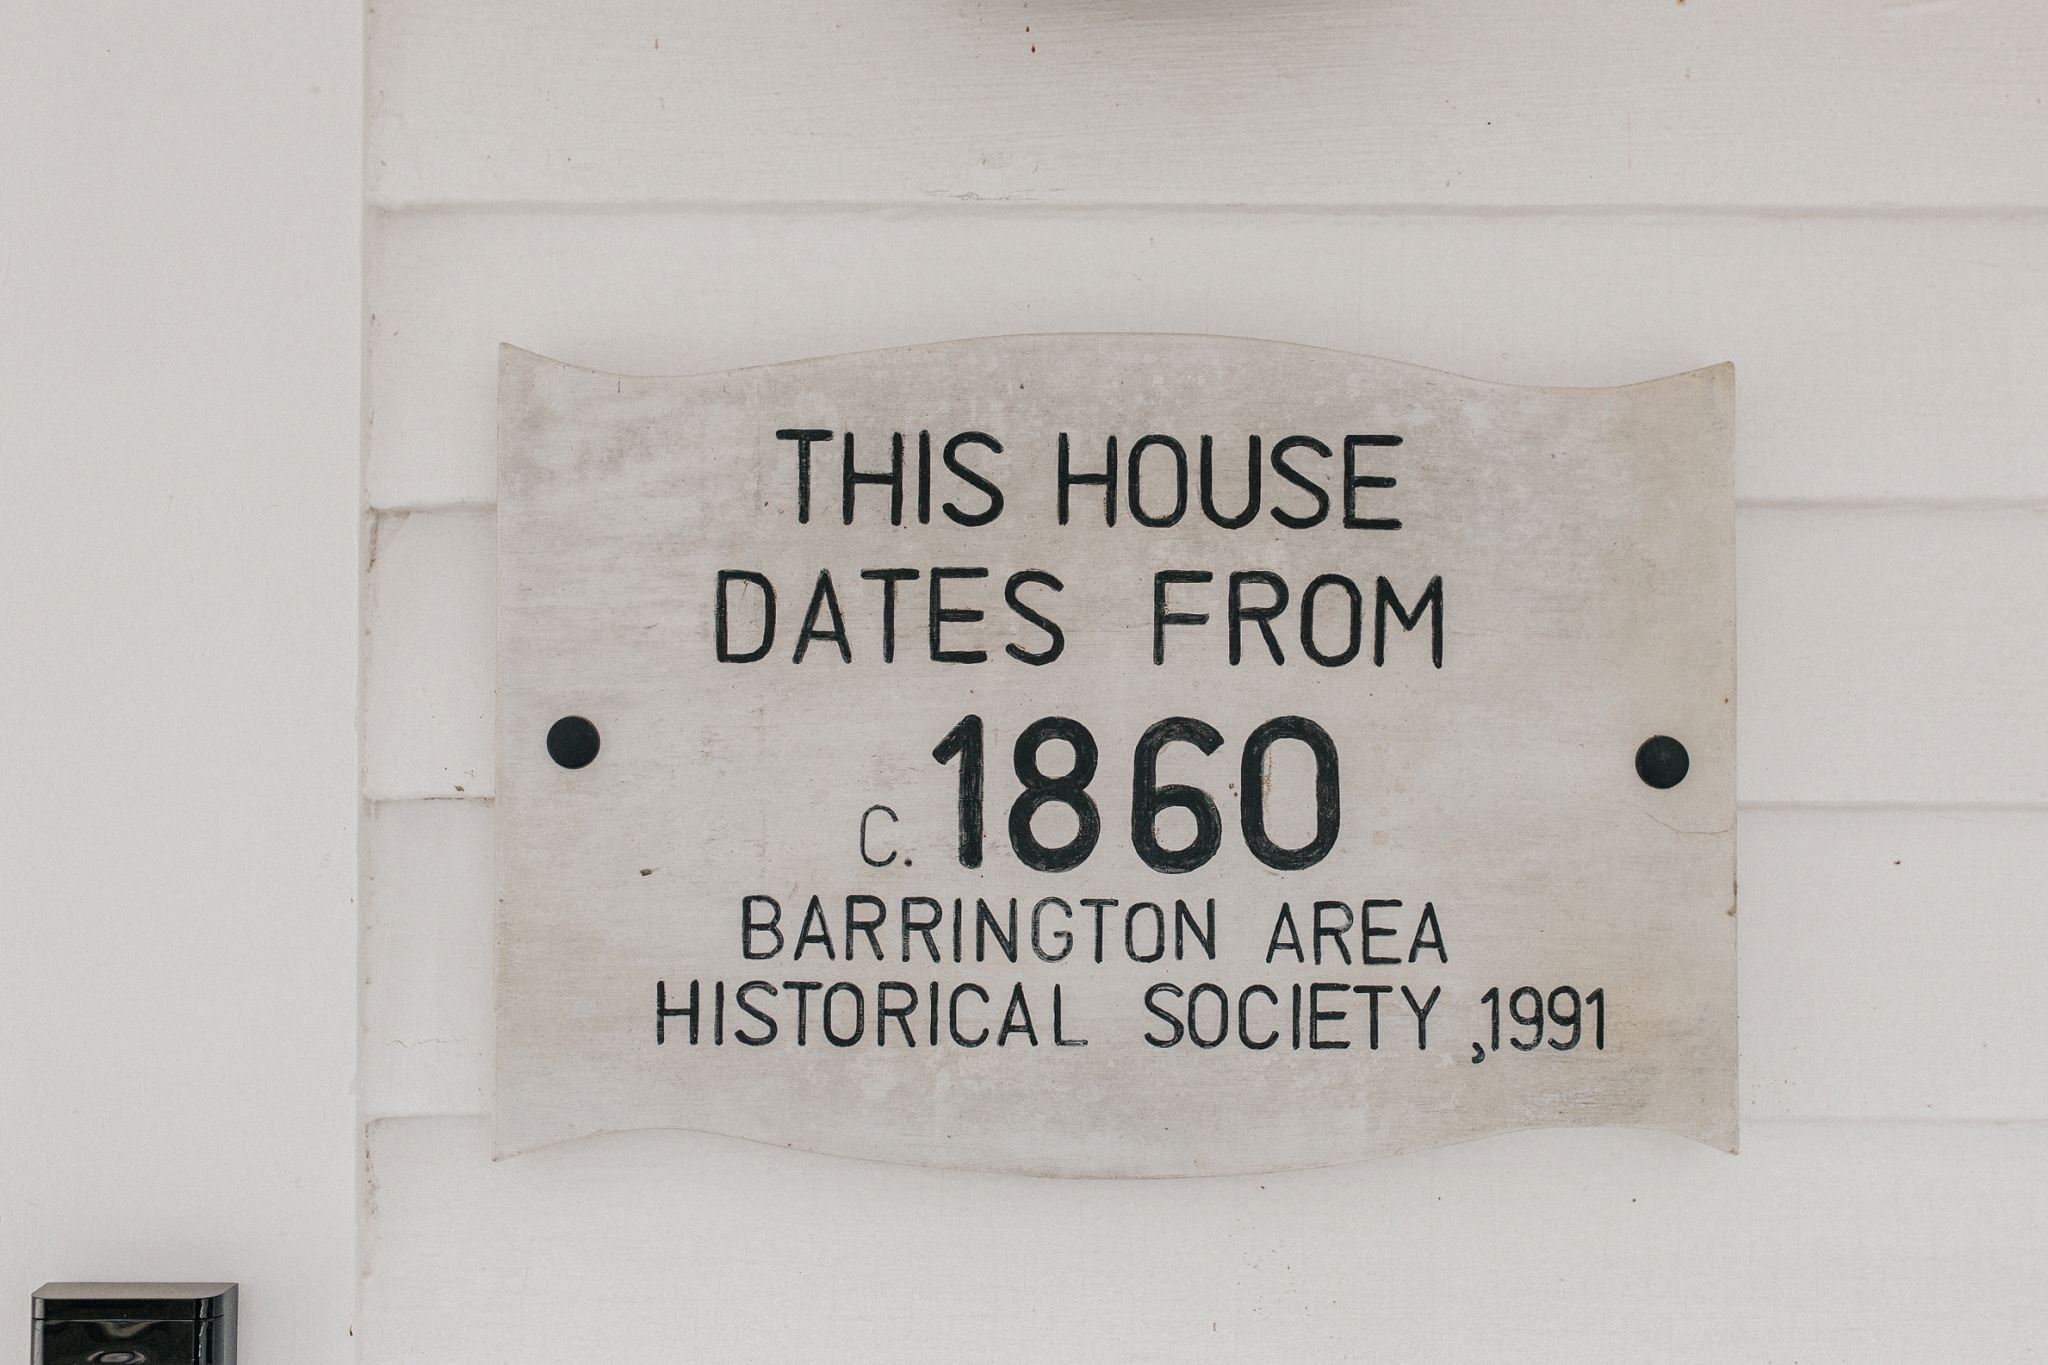 THIS HOUSE
DATES FROM
c. 1860
BARRINGTON AREA
HISTORICAL SOCIETY ,1991